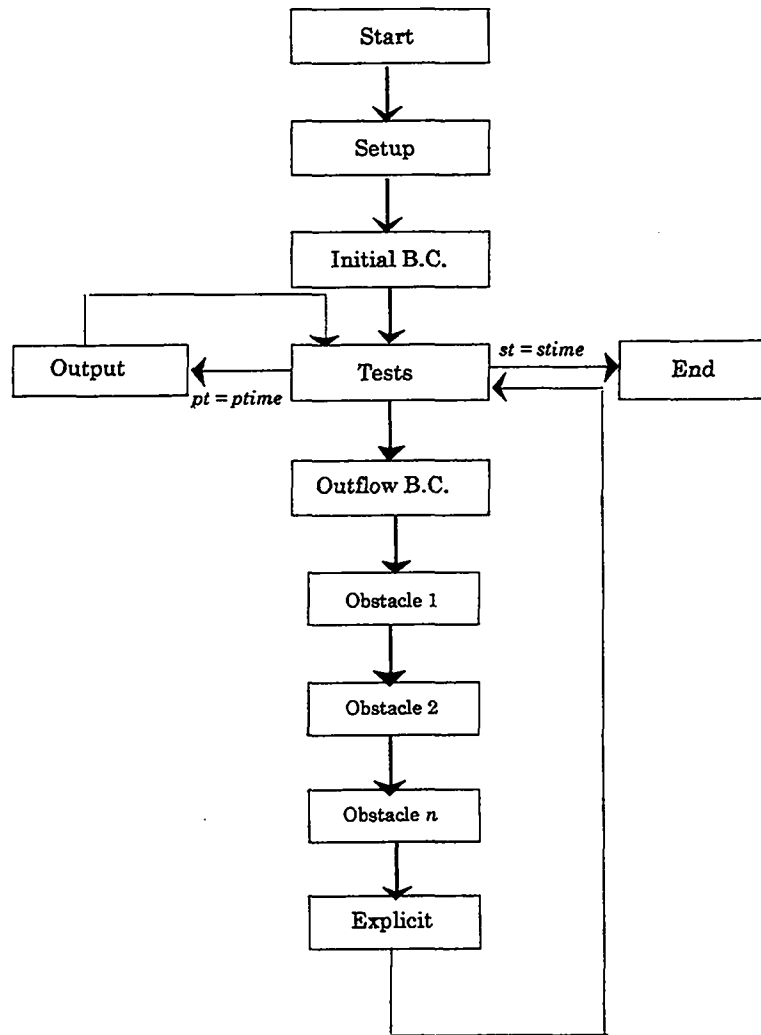 Start
Setup
Initial B.C.
Output
pt = ptime
Tests
st = stime
End
Outflow B.C.
Obstacle 1
Obstacle 2
Obstacle n
Explicit